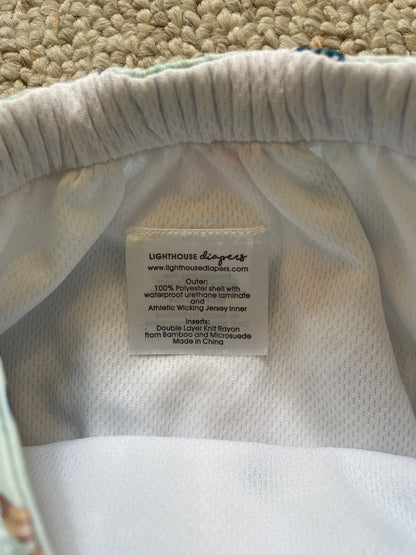 LIGHTHOUSE diapers
www.lighthousediapers.com
Outer:
100% Polyester shell with
waterproof urethane laminate
and
Athletic Wicking Jersey Inner
Inserts:
Double Layer Knit Rayon
from Bamboo and Microsuede
Made in China